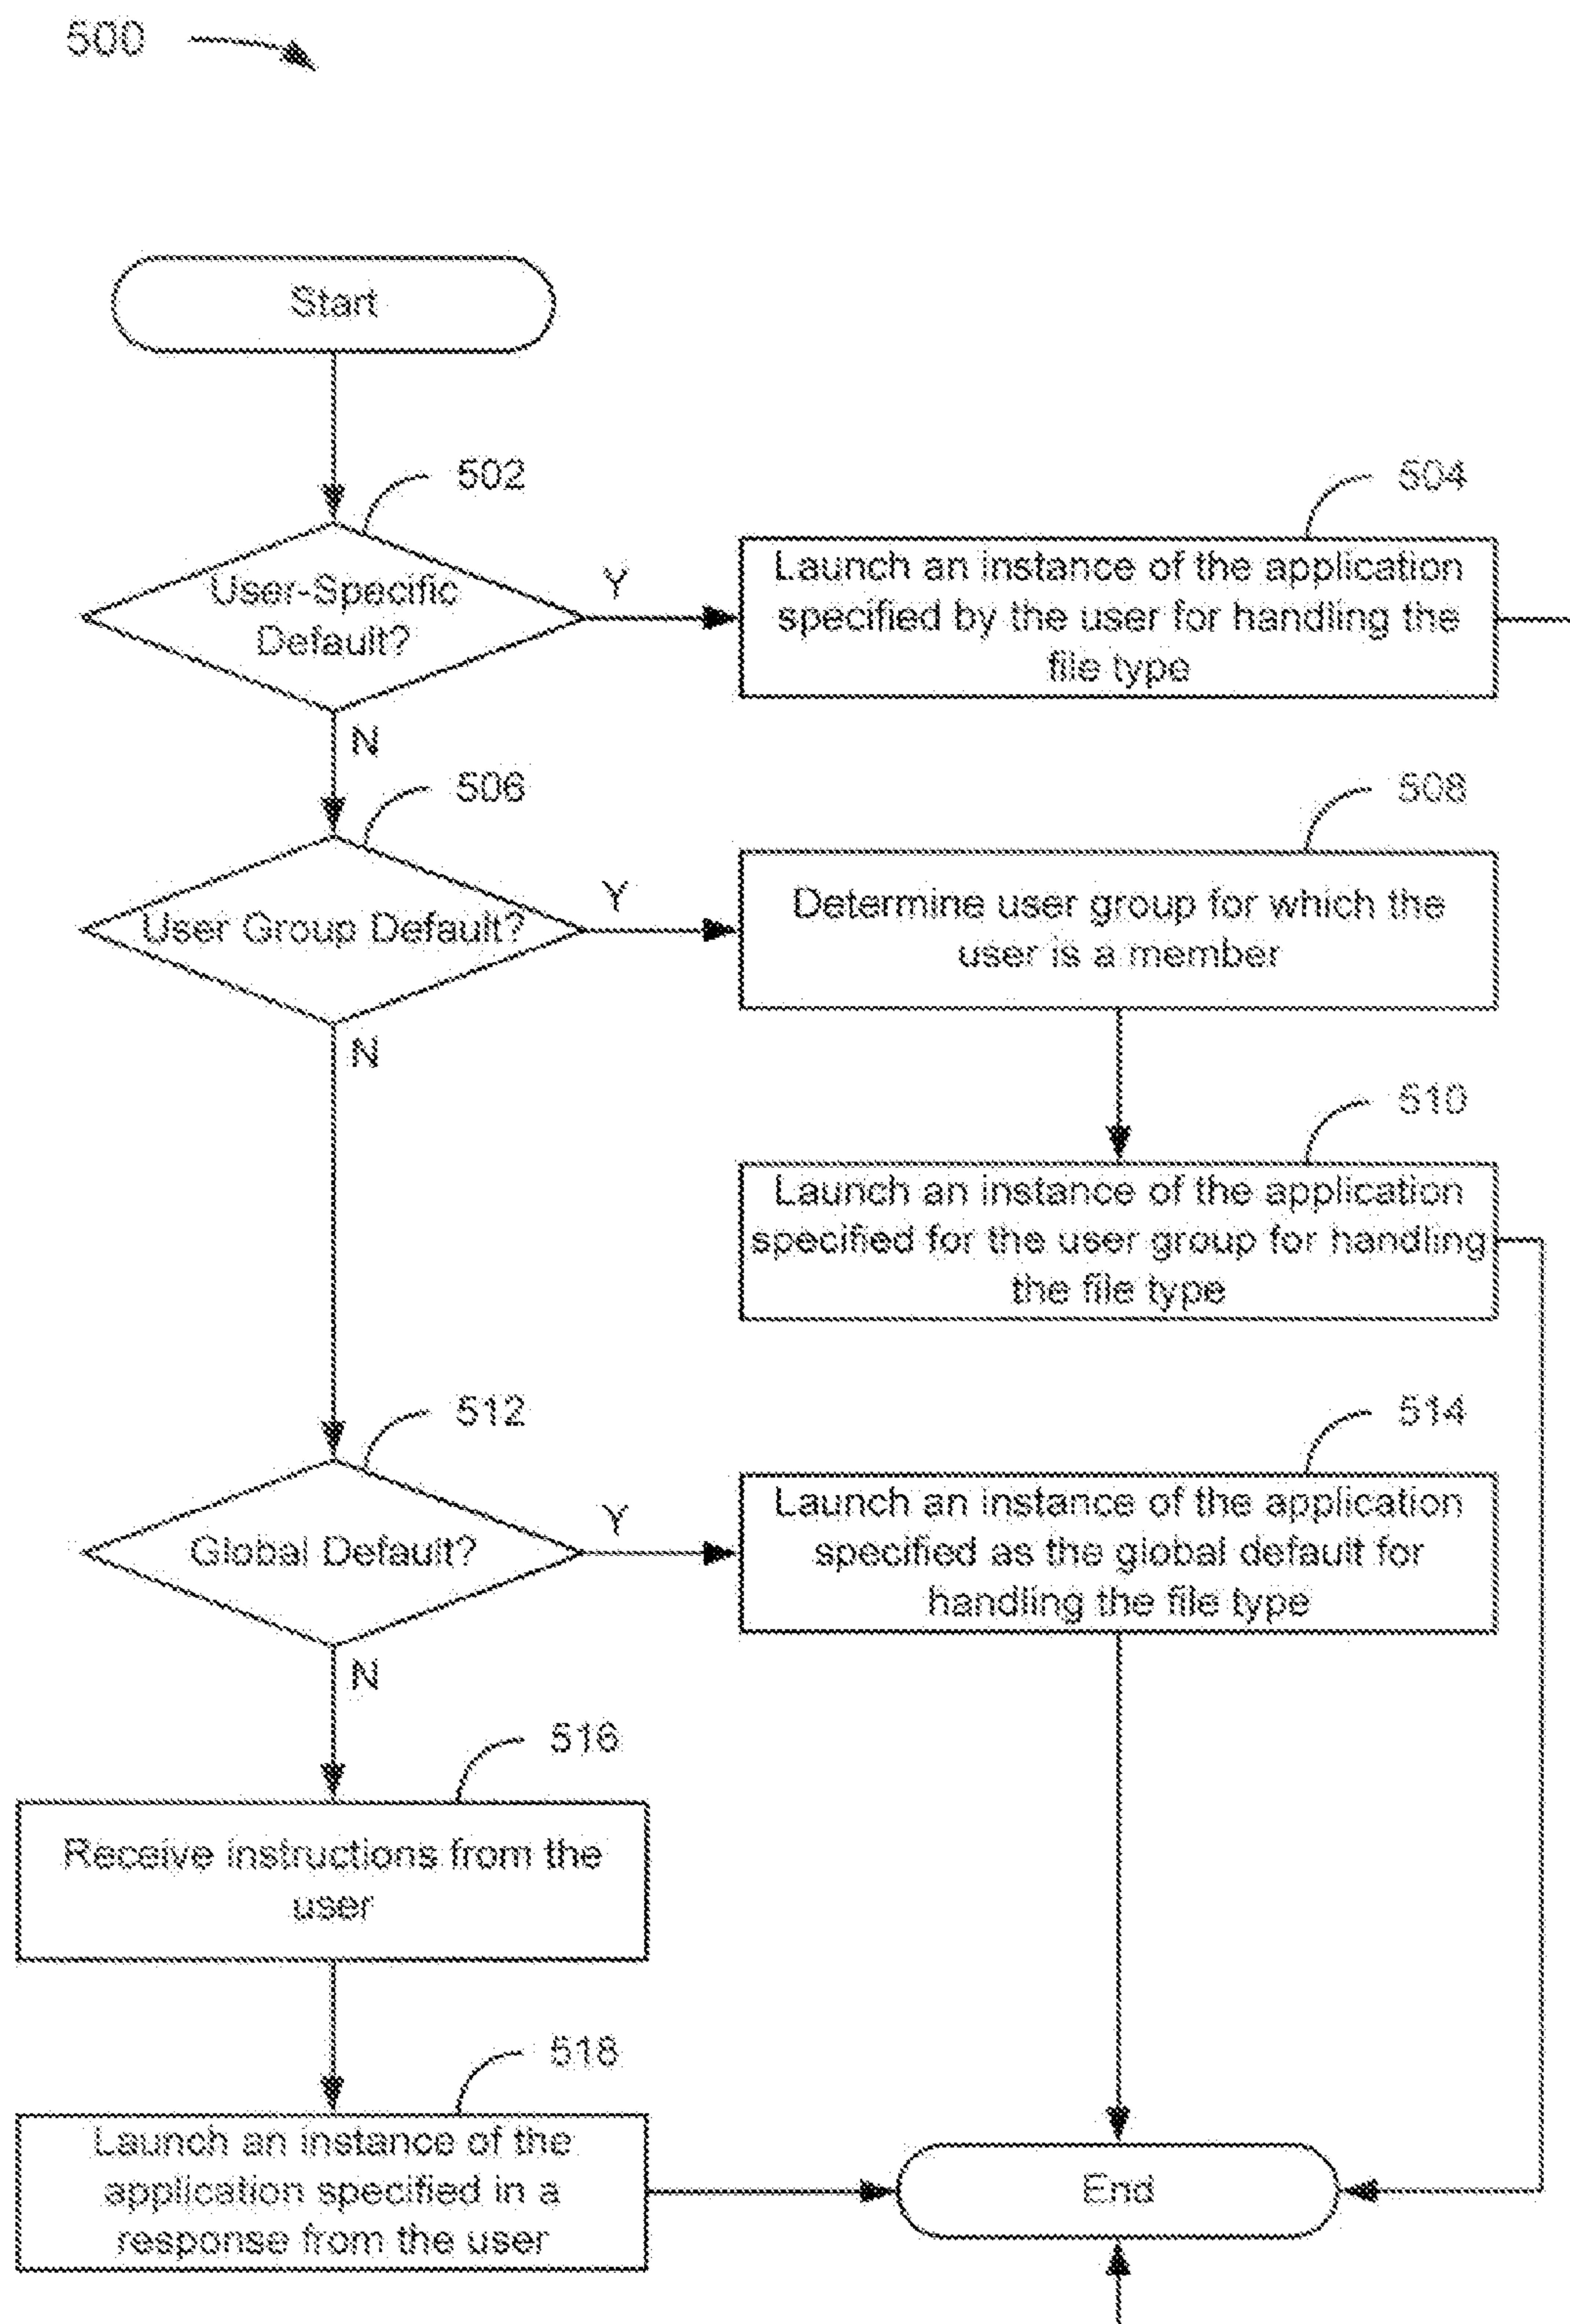 500
Start
502
User-Specific
Default?
Y
N
504
Launch an instance of the application
specified by the user for handling the
file type
506
User Group Default?
Y
N
508
Determine user group for which the
user is a member
510
Launch an instance of the application
specified for the user group for handling
the file type
512
Global Default?
Y
N
514
Launch an instance of the application
specified as the global default for
handling the file type
516
Receive instructions from the
user
518
Launch an instance of the
application specified in a
response from the user
End